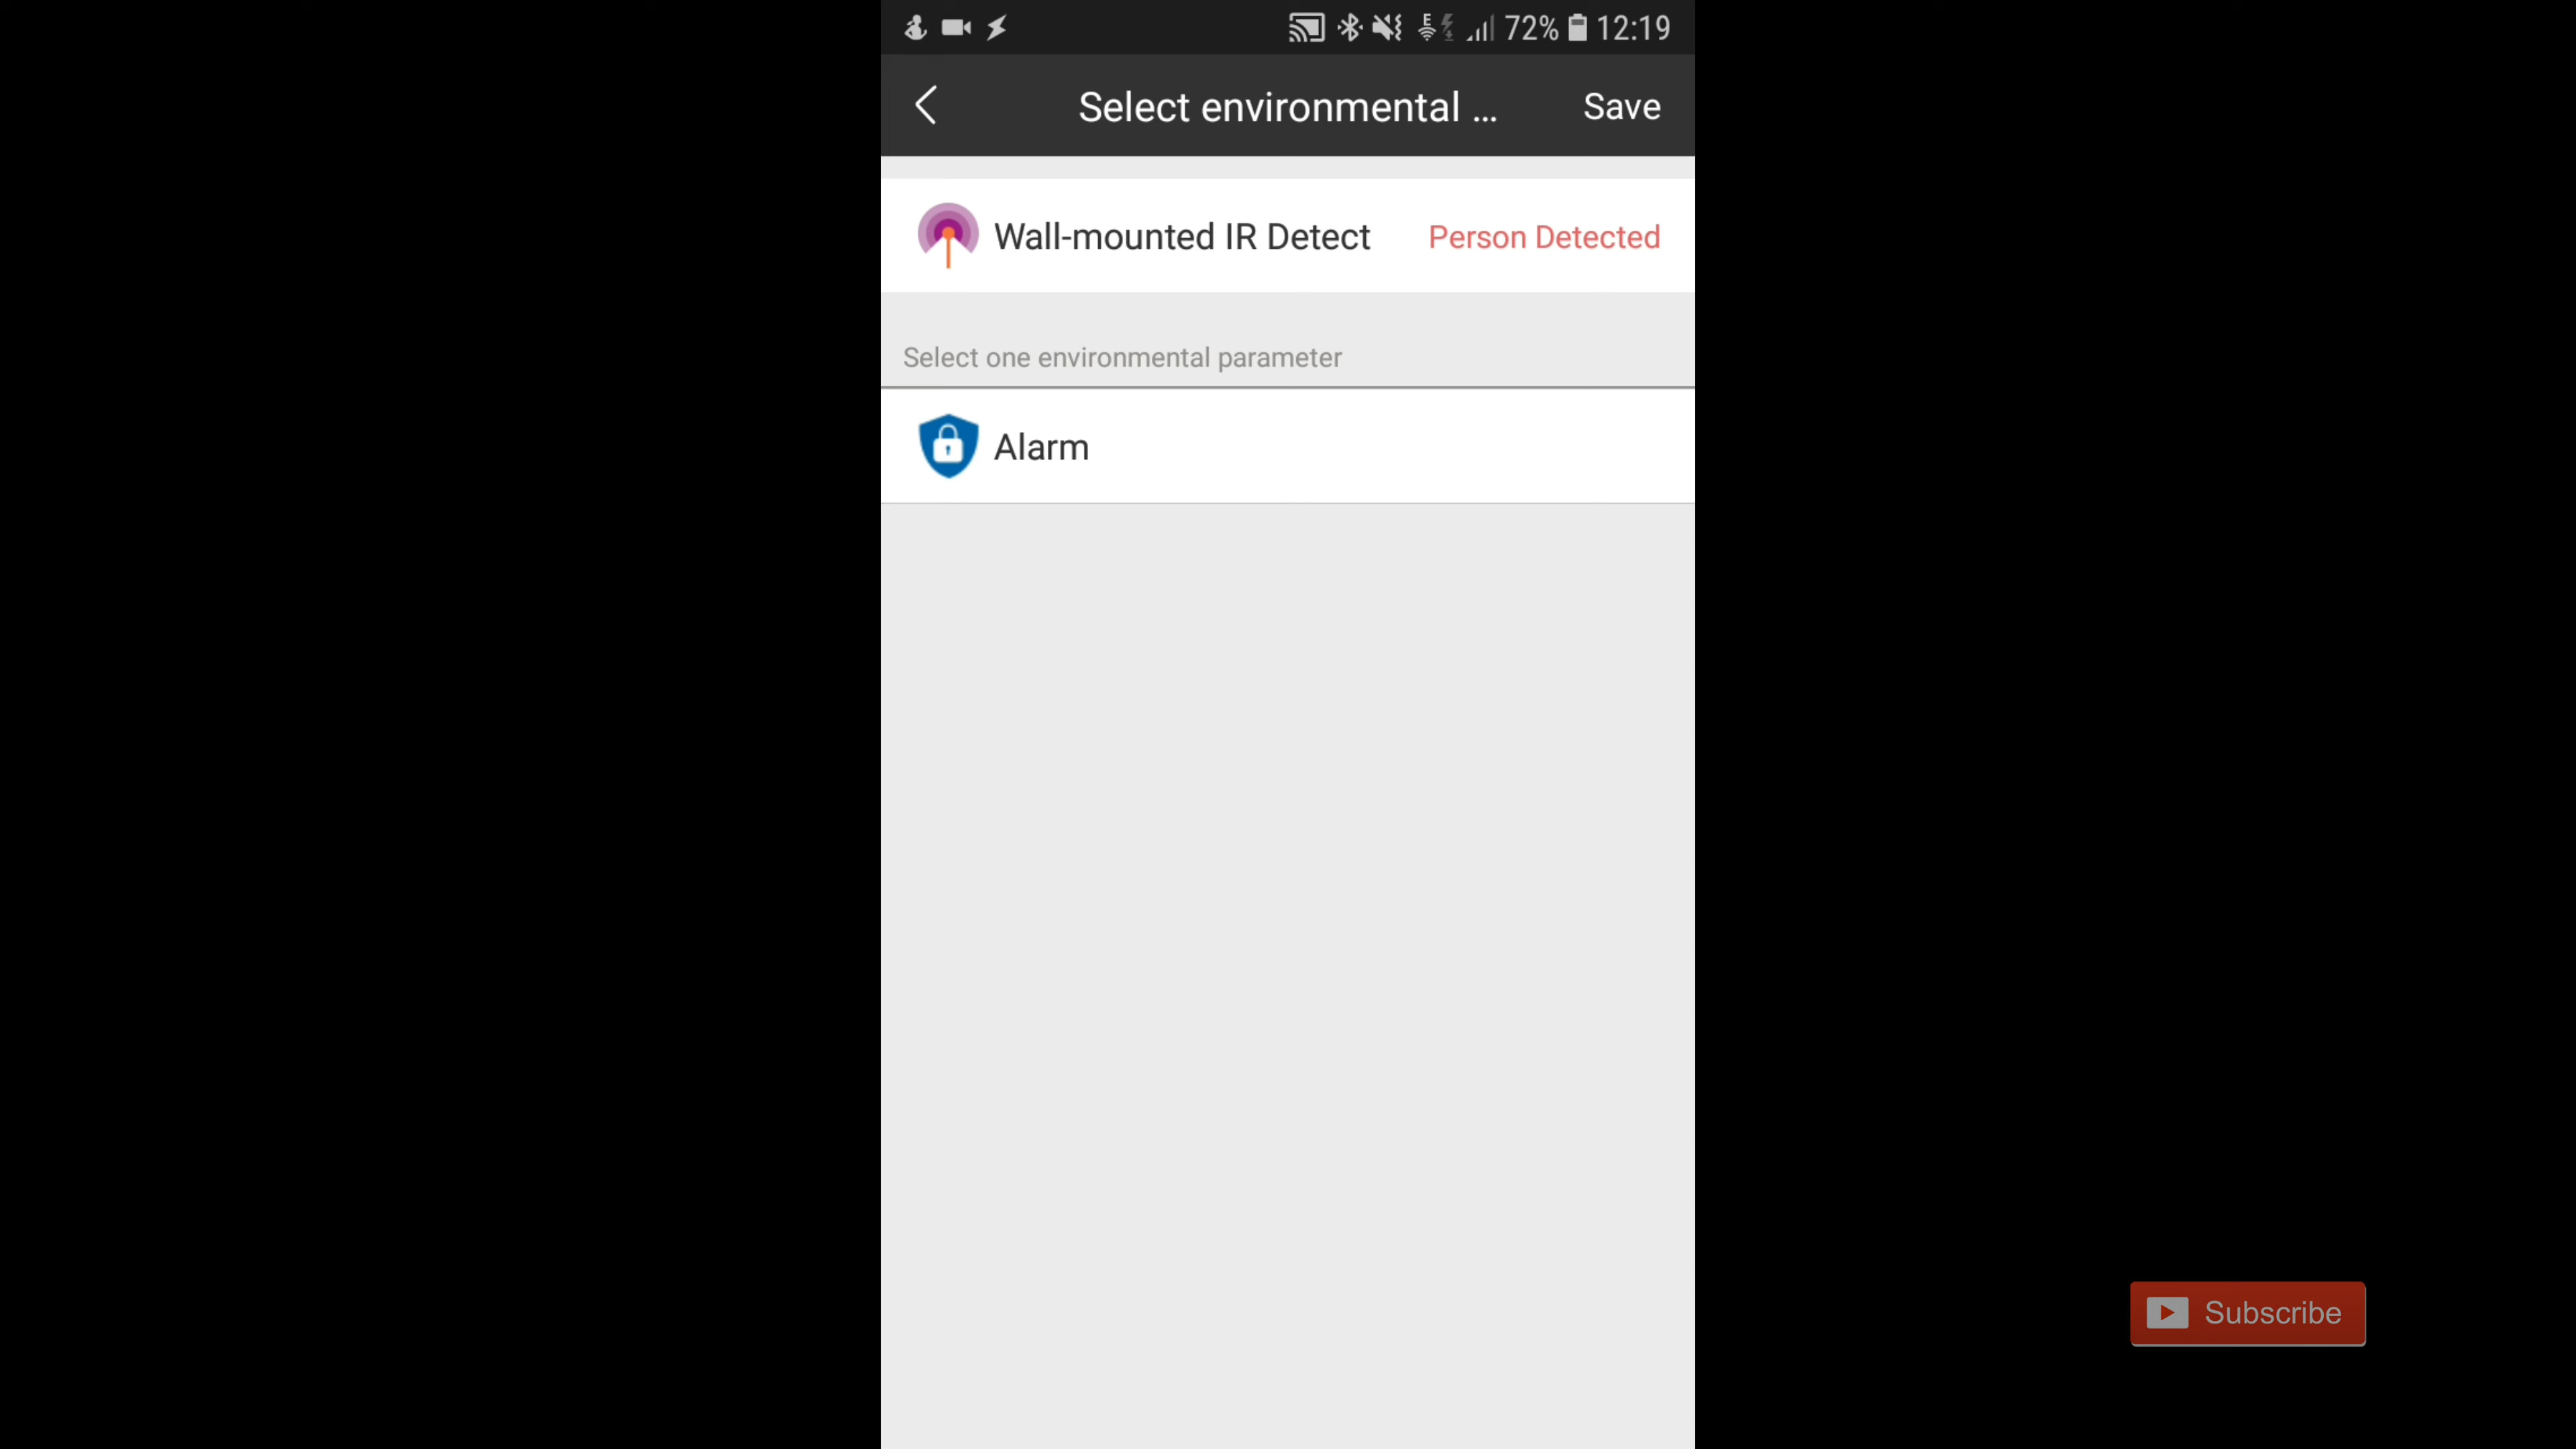 72% 12:19
Select environmental ...
Save
Wall-mounted IR Detect
Person Detected
Select one environmental parameter
Alarm
Subscribe